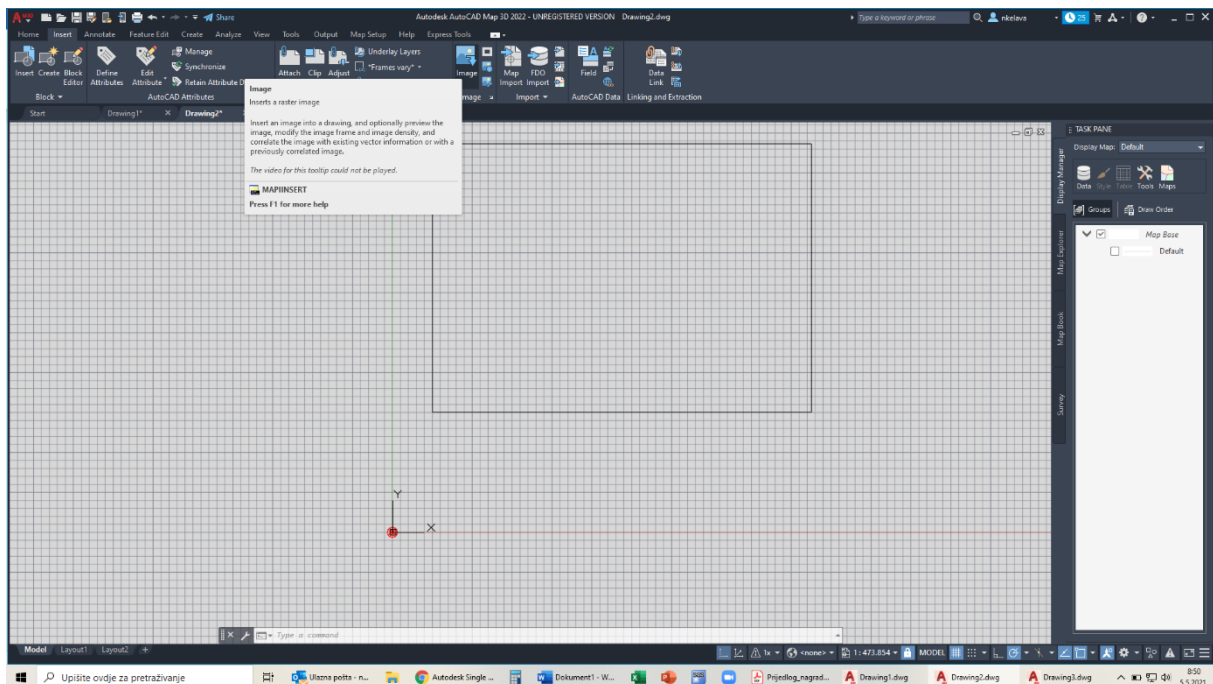 Share
Autodesk AutoCAD Map 3D 2022 - UNREGISTERED VERSION Drawing2.dwg
Type a keyword or phrase
nkelava
25
Home Insert Annotate Feature Edit Create Analyze View Tools Output Map Setup Help Express Tools
Manage
Underlay Layers
Synchronize
*Frames vary*
Insert Create Block Editor
Define Attributes
Edit Attribute
Retain Attribute D
Attach Clip Adjust
Image
Map Import
FDO Import
Field
Data Link
Block
AutoCAD Attributes
mage
Import
AutoCAD Data
Linking and Extraction
Start
Drawing1*
Drawing2*
Image
Inserts a raster image
Insert an image into a drawing, and optionally preview the
image, modify the image frame and image density, and
correlate the image with existing vector information or with a
previously correlated image.
The video for this tooltip could not be played.
MAPIINSERT
Press F1 for more help
TASK PANE
Display Map: Default
Data Style Table Tools Maps
Groups
Draw Order
Map Base
Default
Display Manager
Map Explorer
Map Book
Survey
Y
X
Type a command
Model Layout1 Layout2 +
1x
<none>
1:473.854
MODEL
Upišite ovdje za pretraživanje
Ulazna pošta - n...
Autodesk Single ...
Dokument1 - W...
Prijedlog_nagrad...
Drawing1.dwg
Drawing2.dwg
Drawing3.dwg
8:50
5.5.2021.